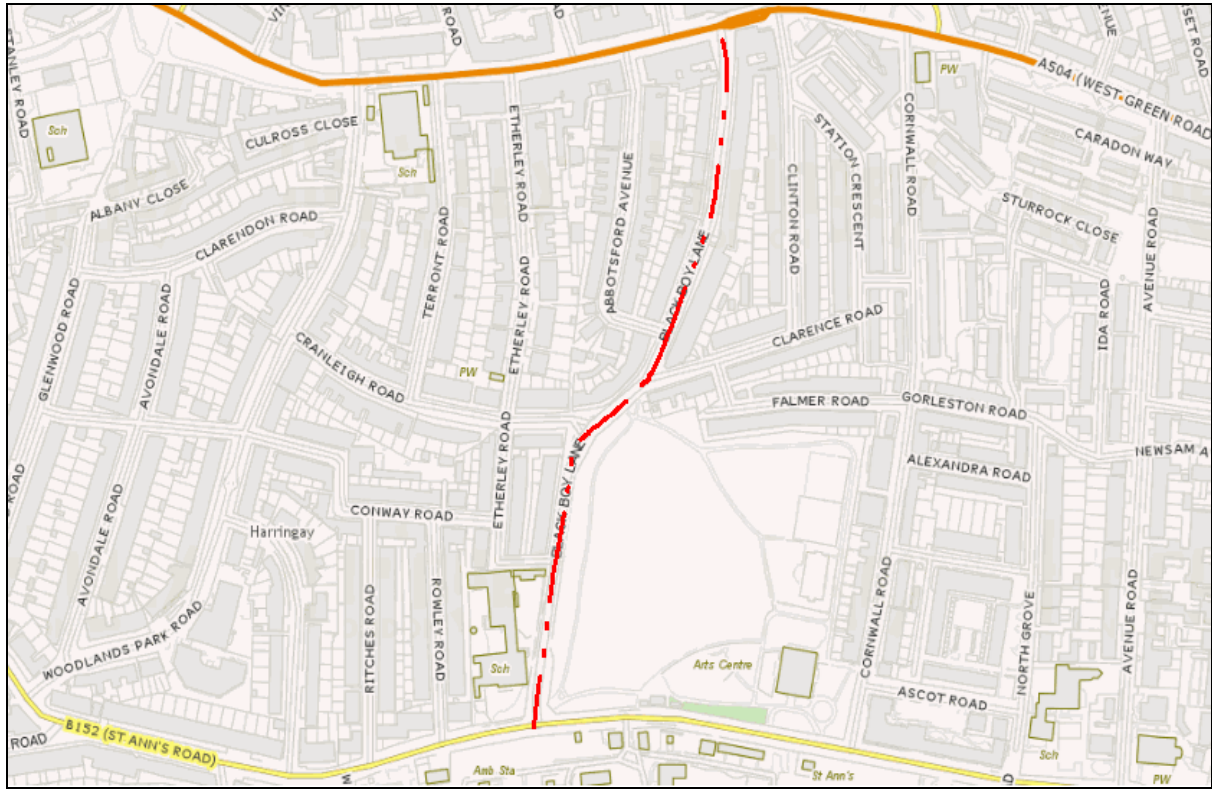 STANLEY ROAD
ROAD
CULROSS CLOSE
Sch
Sch
ALBANY CLOSE
CLARENDON ROAD
ETHERLEY ROAD
TERRONT ROAD
ETHERLEY ROAD
ABBOTSFORD AVENUE
BLACK BOY LANE
CLINTON ROAD
STATION CRESCENT
CORNWALL ROAD
PW
A504 (WEST GREEN ROAD)
CARADON WAY
STURROCK CLOSE
AVENUE ROAD
IDA ROAD
GLENWOOD ROAD
AVONDALE ROAD
CRANLEIGH ROAD
PW
CLARENCE ROAD
FALMER ROAD
GORLESTON ROAD
NEWSAM A
ALEXANDRA ROAD
ETHERLEY ROAD
BLACK BOY LANE
CONWAY ROAD
Harringay
ROAD
AVONDALE ROAD
WOODLANDS PARK ROAD
RITCHES ROAD
ROWLEY ROAD
Sch
Arts Centre
CORNWALL ROAD
NORTH GROVE
AVENUE ROAD
ASCOT ROAD
ROAD
B152 (ST ANN'S ROAD)
Amb Sta
St Ann's
Sch
PW